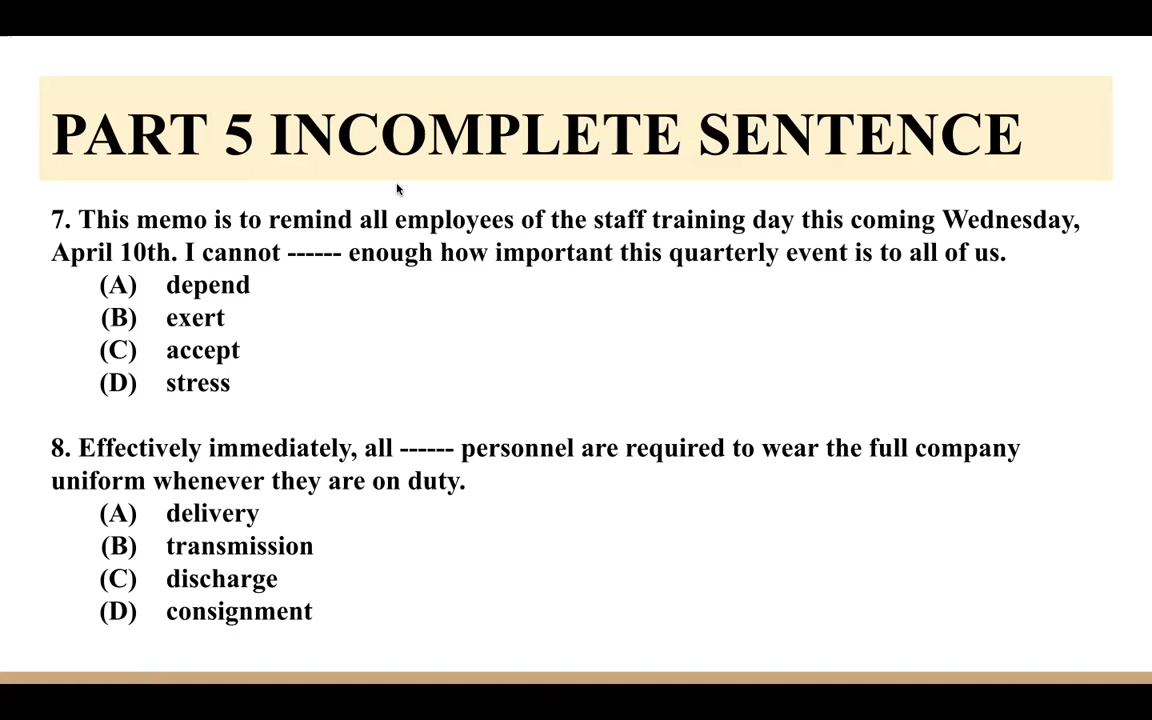 PART 5 INCOMPLETE SENTENCE
7. This memo is to remind all employees of the staff training day this coming Wednesday,
April 10th. I cannot ------ enough how important this quarterly event is to all of us.
(A) depend
(B) exert
(C) accept
(D) stress
8. Effectively immediately, all ------ personnel are required to wear the full company
uniform whenever they are on duty.
(A) delivery
(B) transmission
(C) discharge
(D) consignment